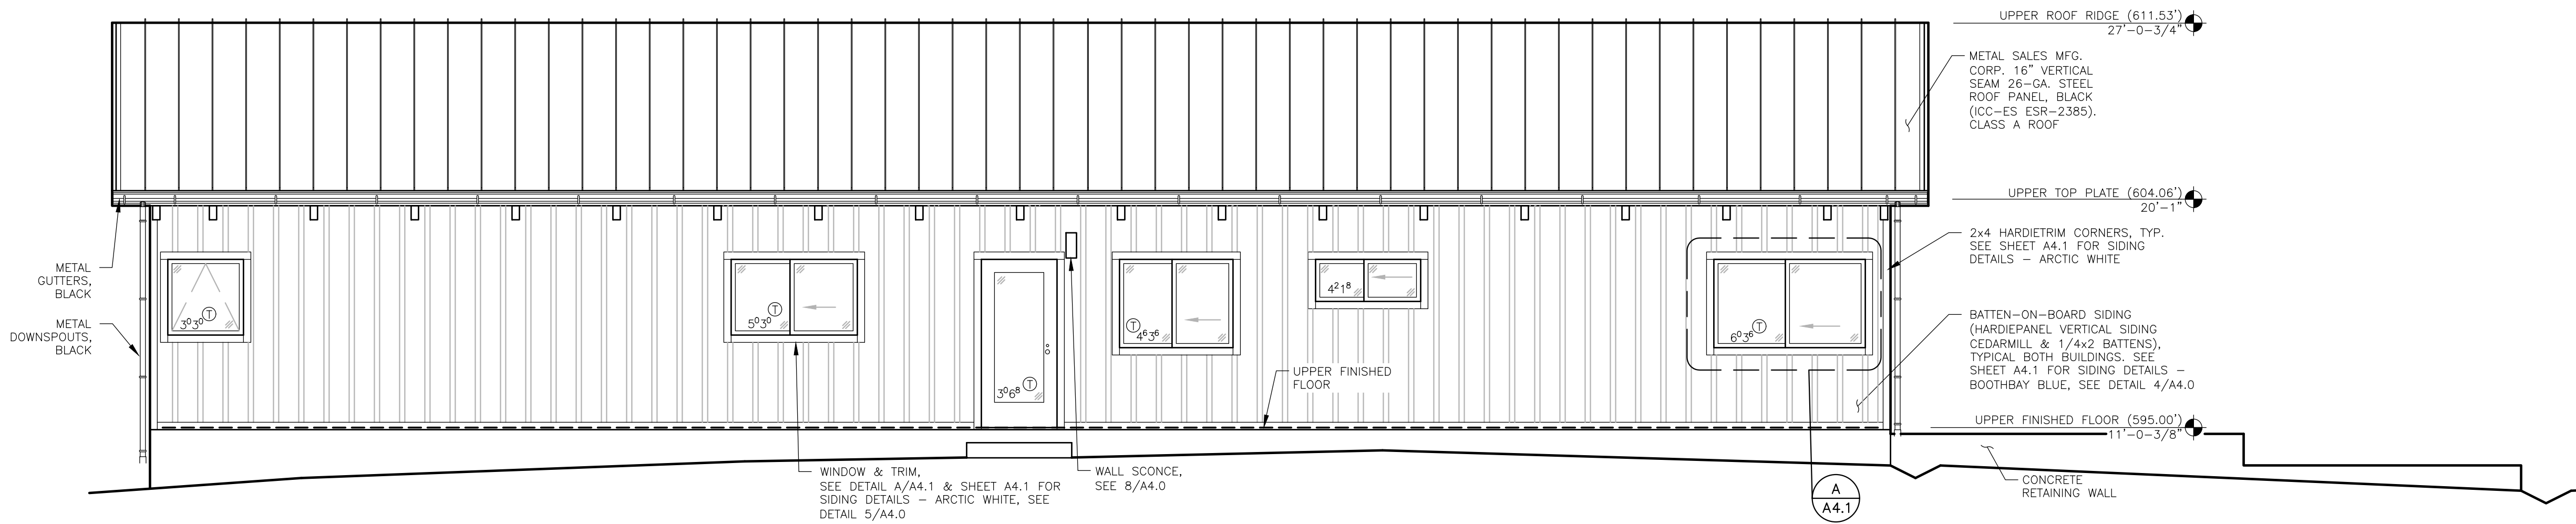 UPPER ROOF RIDGE (611.53')
27'-0-3/4"
METAL SALES MFG.
CORP. 16" VERTICAL
SEAM 26-GA. STEEL
ROOF PANEL, BLACK
(ICC-ES ESR-2385).
CLASS A ROOF
UPPER TOP PLATE (604.06')
20'-1"
2x4 HARDIETRIM CORNERS, TYP.
SEE SHEET A4.1 FOR SIDING
DETAILS - ARCTIC WHITE
METAL
GUTTERS,
BLACK
METAL
DOWNSPOUTS,
BLACK
3⁰3⁰ T
5⁰3⁰ T
3⁰6⁸ T
T 4⁶3⁶
4²1⁸
6⁰3⁶ T
BATTEN-ON-BOARD SIDING
(HARDIEPANEL VERTICAL SIDING
CEDARMILL & 1/4x2 BATTENS),
TYPICAL BOTH BUILDINGS. SEE
SHEET A4.1 FOR SIDING DETAILS -
BOOTHBAY BLUE, SEE DETAIL 4/A4.0
UPPER FINISHED
FLOOR
UPPER FINISHED FLOOR (595.00')
11'-0-3/8"
WINDOW & TRIM,
SEE DETAIL A/A4.1 & SHEET A4.1 FOR
SIDING DETAILS - ARCTIC WHITE, SEE
DETAIL 5/A4.0
WALL SCONCE,
SEE 8/A4.0
A
A4.1
CONCRETE
RETAINING WALL